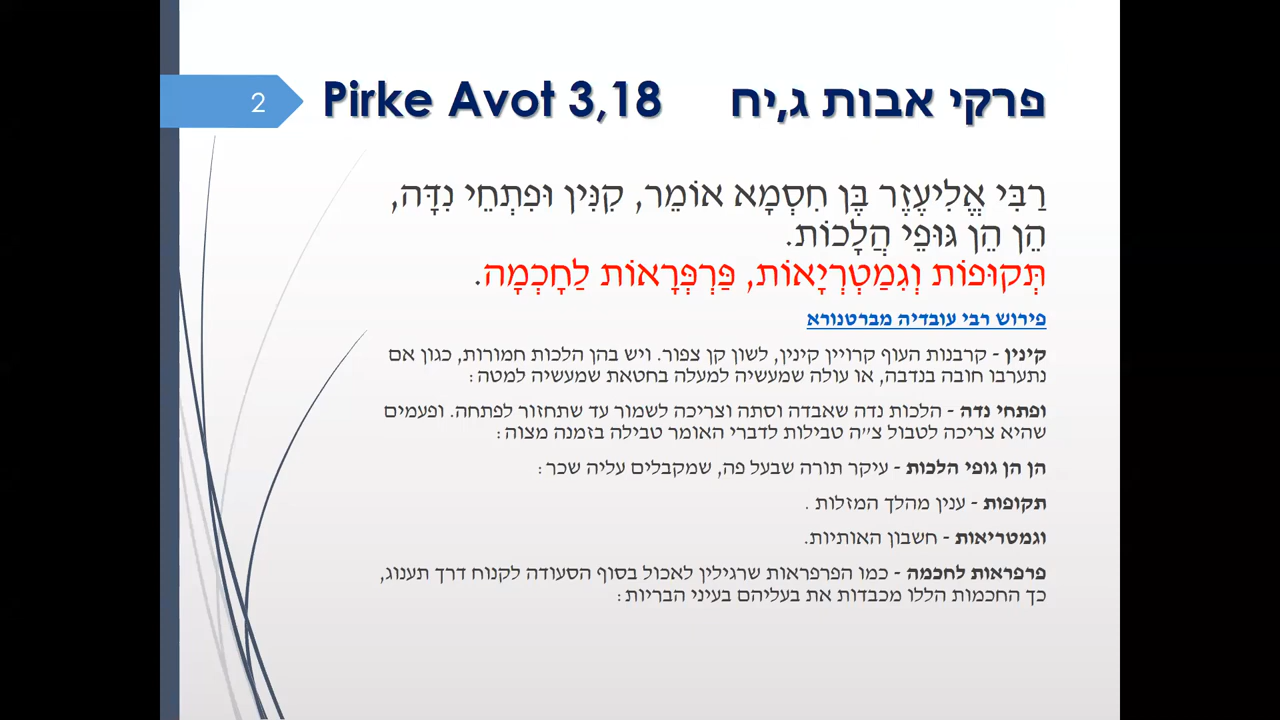 2
פרקי אבות ג,יח Pirke Avot 3,18
רַבִּי אֱלִיעֶזֶר בֶּן חִסְמָא אוֹמֵר, קִנִּין וּפִתְחֵי נִדָּה,
הֵן הֵן גּוּפֵי הֲלָכוֹת.
תְּקוּפוֹת וְגִמַטְרְיָאוֹת, פַּרְפְּרָאוֹת לַחָכְמָה.
פירוש רבי עובדיה מברטנורא
קינין - קרבנות העוף קרויין קינין, לשון קן צפור. ויש בהן הלכות חמורות, כגון אם
נתערבו חובה בנדבה, או עולה שמעשיה למעלה בחטאת שמעשיה למטה:
ופתחי נדה - הלכות נדה שאבדה וסתה וצריכה לשמור עד שתחזור לפתחה. ופעמים
שהיא צריכה לטבול צ״ה טבילות לדברי האומר טבילה בזמנה מצוה:
הן הן גופי הלכות - עיקר תורה שבעל פה, שמקבלים עליה שכר:
תקופות - ענין מהלך המזלות.
וגמטריאות - חשבון האותיות.
פרפראות לחכמה - כמו הפרפראות שרגילין לאכול בסוף הסעודה לקנוח דרך תענוג,
כך החכמות הללו מכבדות את בעליהם בעיני הבריות: